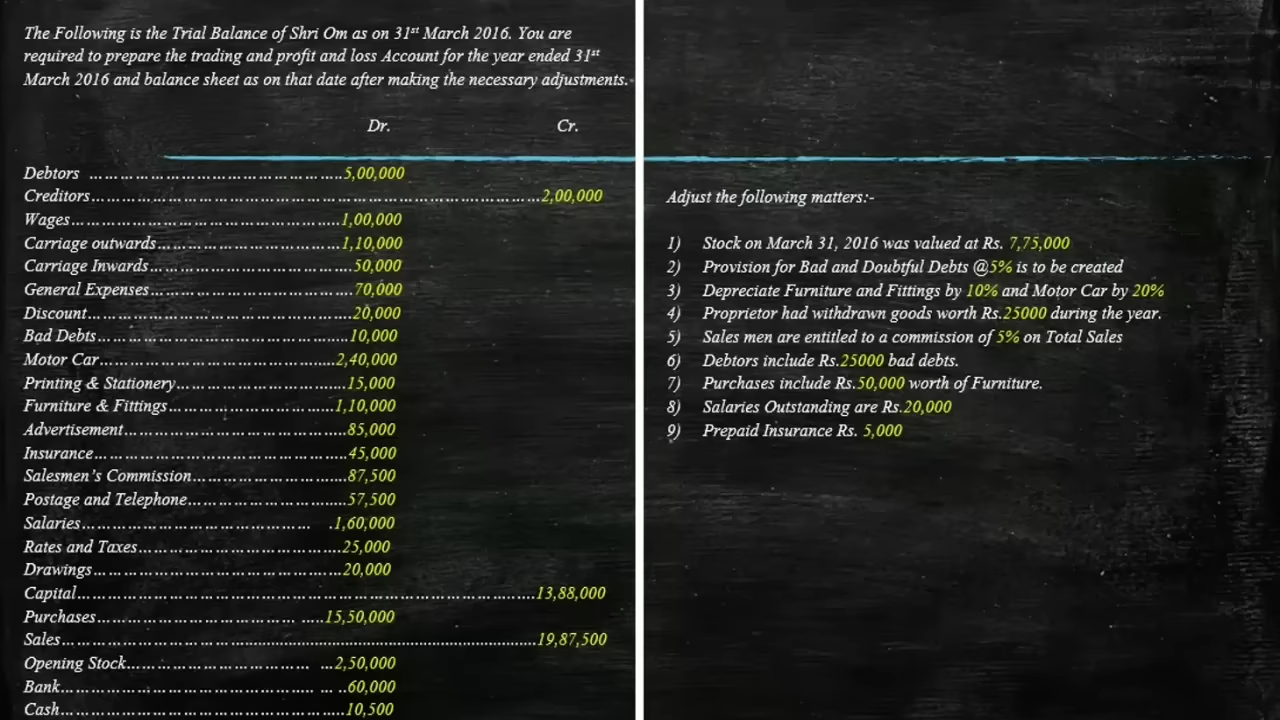 The Following is the Trial Balance of Shri Om as on 31st March 2016. You are
required to prepare the trading and profit and loss Account for the year ended 31st
March 2016 and balance sheet as on that date after making the necessary adjustments.
Dr. Cr.
Debtors ....................................................5,00,000
Creditors....................................................2,00,000
Wages....................................................1,00,000
Carriage outwards....................................1,10,000
Carriage Inwards....................................50,000
General Expenses....................................70,000
Discount....................................................20,000
Bad Debts....................................................10,000
Motor Car....................................................2,40,000
Printing & Stationery....................................15,000
Furniture & Fittings....................................1,10,000
Advertisement....................................85,000
Insurance....................................................45,000
Salesmen's Commission....................................87,500
Postage and Telephone....................................57,500
Salaries.................................... .1,60,000
Rates and Taxes....................................25,000
Drawings....................................................20,000
Capital....................................................13,88,000
Purchases.................................... .....15,50,000
Sales....................................................19,87,500
Opening Stock.................................... ...2,50,000
Bank.................................... ... ..60,000
Cash....................................................10,500
Adjust the following matters:-
1) Stock on March 31, 2016 was valued at Rs. 7,75,000
2) Provision for Bad and Doubtful Debts @5% is to be created
3) Depreciate Furniture and Fittings by 10% and Motor Car by 20%
4) Proprietor had withdrawn goods worth Rs.25000 during the year.
5) Sales men are entitled to a commission of 5% on Total Sales
6) Debtors include Rs.25000 bad debts.
7) Purchases include Rs.50,000 worth of Furniture.
8) Salaries Outstanding are Rs.20,000
9) Prepaid Insurance Rs. 5,000